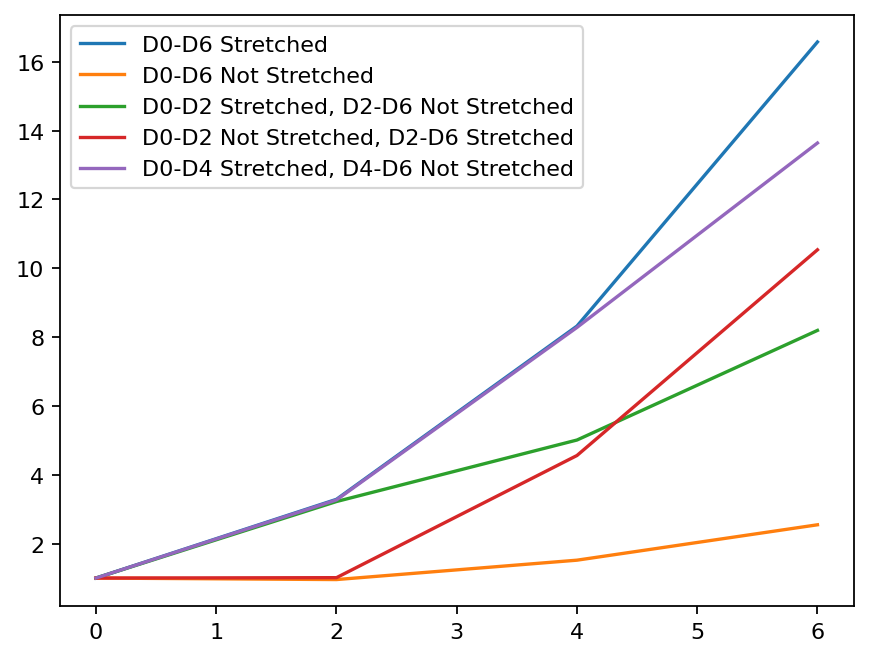 D0-D6 Stretched
D0-D6 Not Stretched
D0-D2 Stretched, D2-D6 Not Stretched
D0-D2 Not Stretched, D2-D6 Stretched
D0-D4 Stretched, D4-D6 Not Stretched
16
14
12
10
8
6
4
2
0 1 2 3 4 5 6